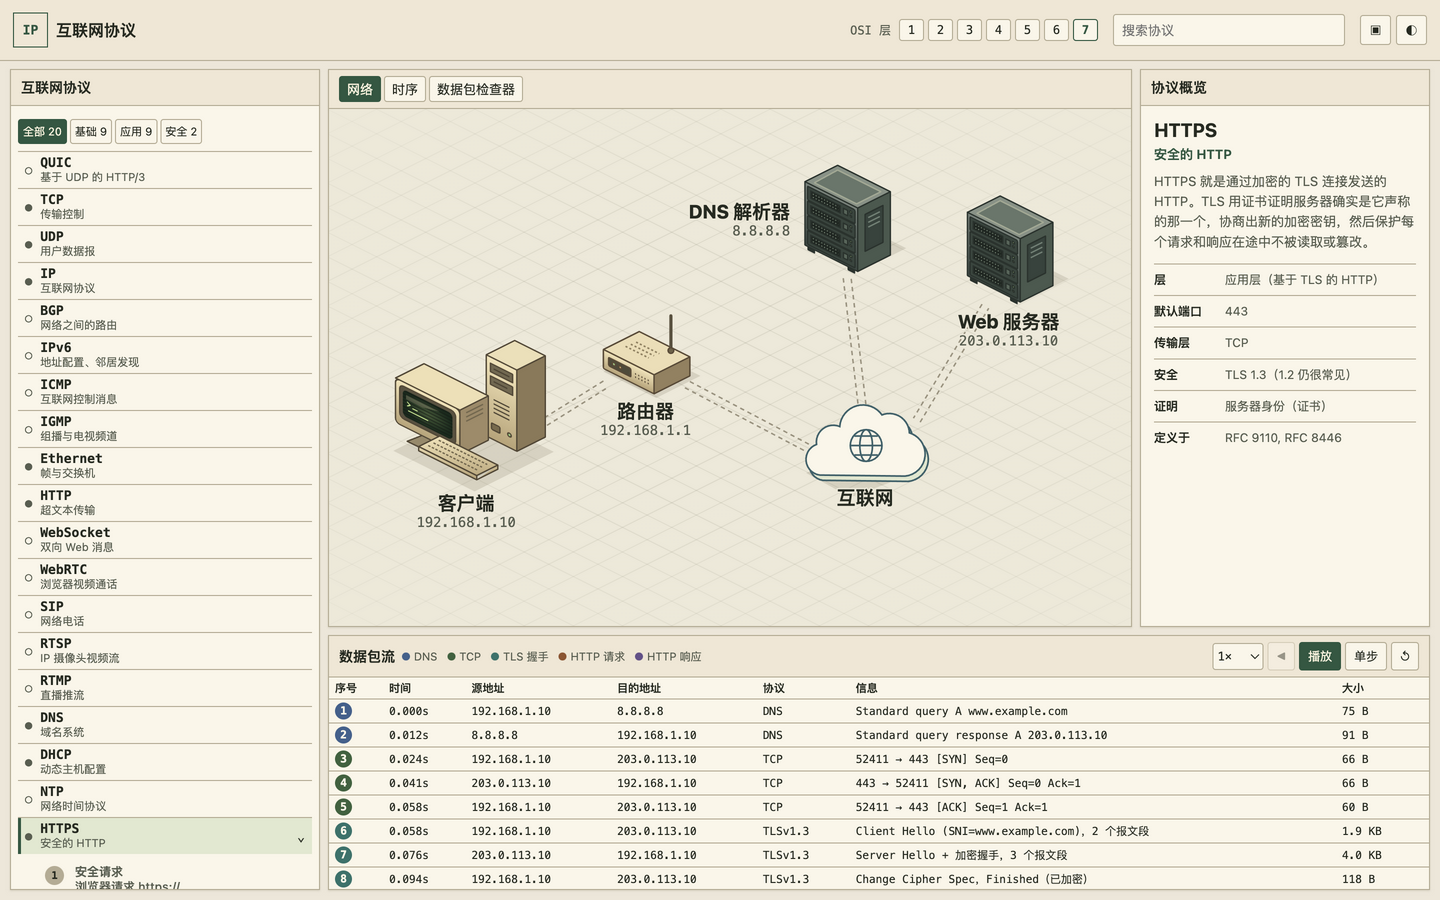 IP 互联网协议 OSI 层 1 2 3 4 5 6 7 搜索协议
互联网协议
全部 20 基础 9 应用 9 安全 2
QUIC
基于 UDP 的 HTTP/3
TCP
传输控制
UDP
用户数据报
IP
互联网协议
BGP
网络之间的路由
IPv6
地址配置、邻居发现
ICMP
互联网控制消息
IGMP
组播与电视频道
Ethernet
帧与交换机
HTTP
超文本传输
WebSocket
双向 Web 消息
WebRTC
浏览器视频通话
SIP
网络电话
RTSP
IP 摄像头视频流
RTMP
直播推流
DNS
域名系统
DHCP
动态主机配置
NTP
网络时间协议
HTTPS
安全的 HTTP
1 安全请求
浏览器请求 https://
网络 时序 数据包检查器
DNS 解析器
8.8.8.8
Web 服务器
203.0.113.10
路由器
192.168.1.1
客户端
192.168.1.10
互联网
协议概览
HTTPS
安全的 HTTP
HTTPS 就是通过加密的 TLS 连接发送的
HTTP。TLS 用证书证明服务器确实是它声称
的那一个，协商出新的加密密钥，然后保护每
个请求和响应在途中不被读取或篡改。
层 应用层（基于 TLS 的 HTTP）
默认端口 443
传输层 TCP
安全 TLS 1.3（1.2 仍很常见）
证明 服务器身份（证书）
定义于 RFC 9110, RFC 8446
数据包流 DNS TCP TLS 握手 HTTP 请求 HTTP 响应 1× 播放 单步
序号 时间 源地址 目的地址 协议 信息 大小
1 0.000s 192.168.1.10 8.8.8.8 DNS Standard query A www.example.com 75 B
2 0.012s 8.8.8.8 192.168.1.10 DNS Standard query response A 203.0.113.10 91 B
3 0.024s 192.168.1.10 203.0.113.10 TCP 52411 → 443 [SYN] Seq=0 66 B
4 0.041s 203.0.113.10 192.168.1.10 TCP 443 → 52411 [SYN, ACK] Seq=0 Ack=1 66 B
5 0.058s 192.168.1.10 203.0.113.10 TCP 52411 → 443 [ACK] Seq=1 Ack=1 60 B
6 0.058s 192.168.1.10 203.0.113.10 TLSv1.3 Client Hello (SNI=www.example.com)，2 个报文段 1.9 KB
7 0.076s 203.0.113.10 192.168.1.10 TLSv1.3 Server Hello + 加密握手，3 个报文段 4.0 KB
8 0.094s 192.168.1.10 203.0.113.10 TLSv1.3 Change Cipher Spec, Finished（已加密） 118 B